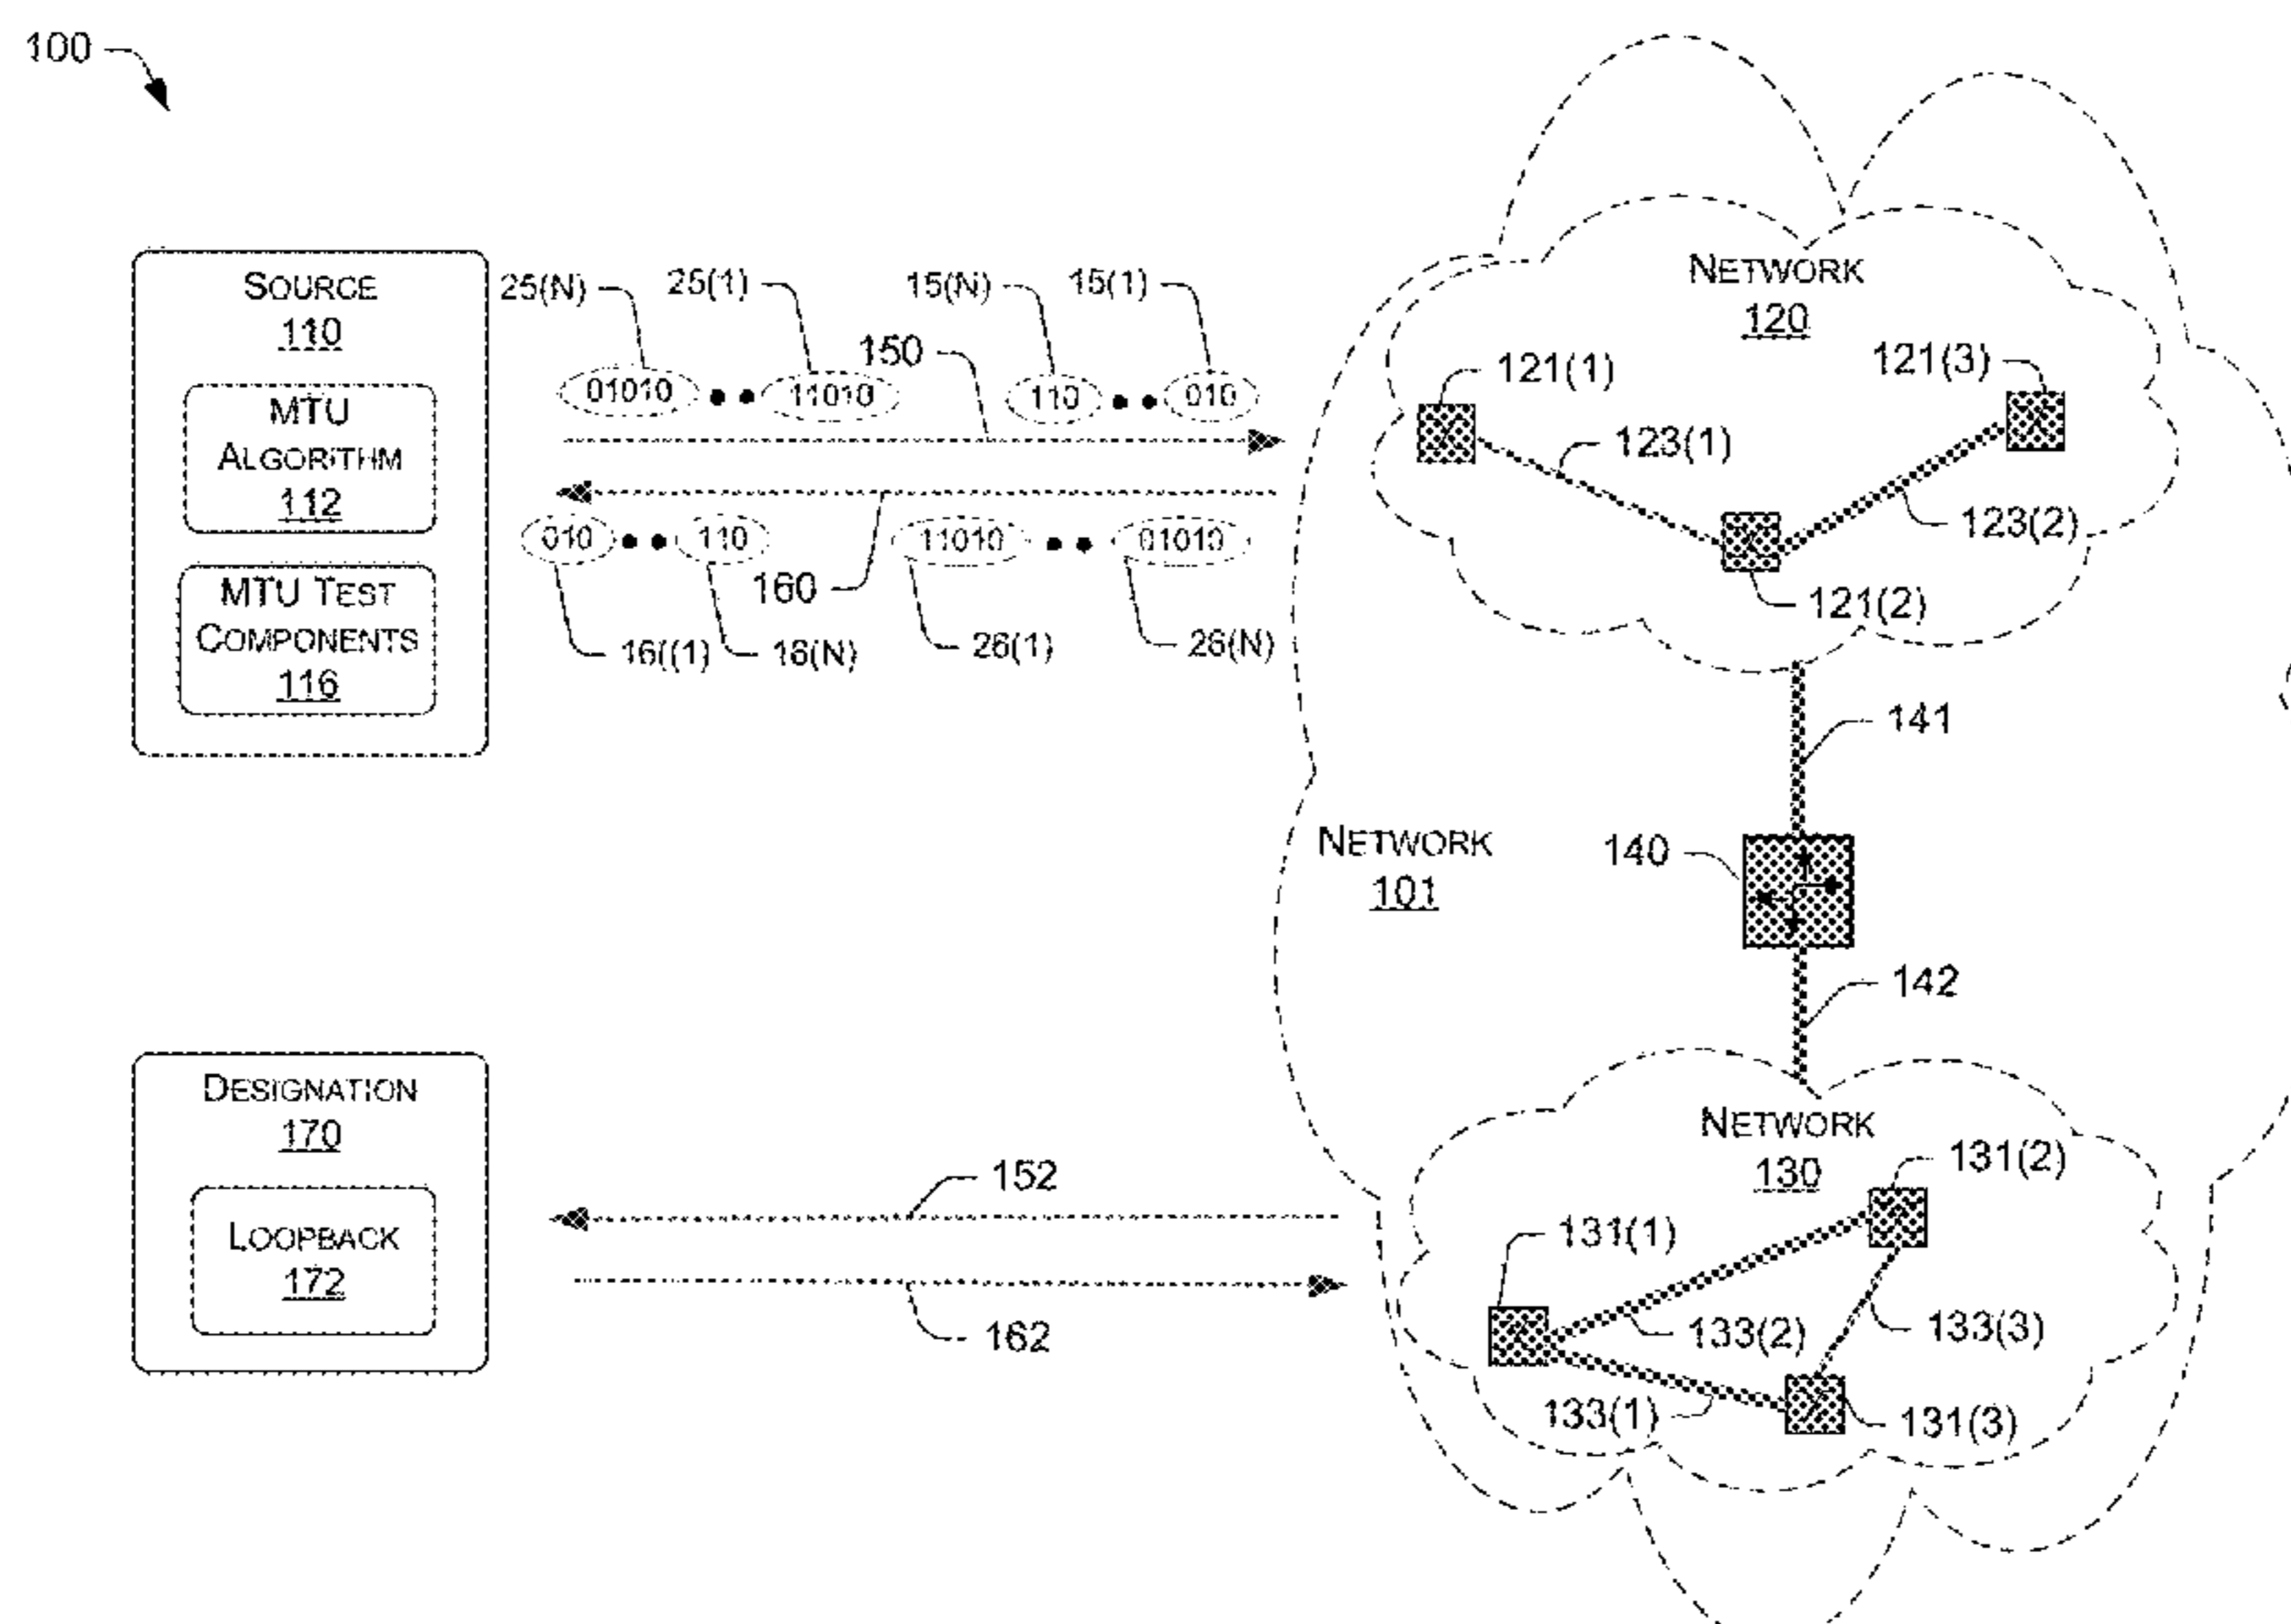 100
SOURCE
110
MTU
ALGORITHM
112
MTU TEST
COMPONENTS
116
25(N) 25(1) 15(N) 15(1)
150
01010 11010 110 010
010 110 11010 01010
160
16((1) 16(N) 26(1) 26(N)
NETWORK
120
121(1) 121(3)
123(1)
123(2)
121(2)
141
NETWORK
101
140
142
DESIGNATION
170
LOOPBACK
172
152
162
NETWORK
130
131(2)
131(1)
133(2) 133(3)
133(1) 131(3)